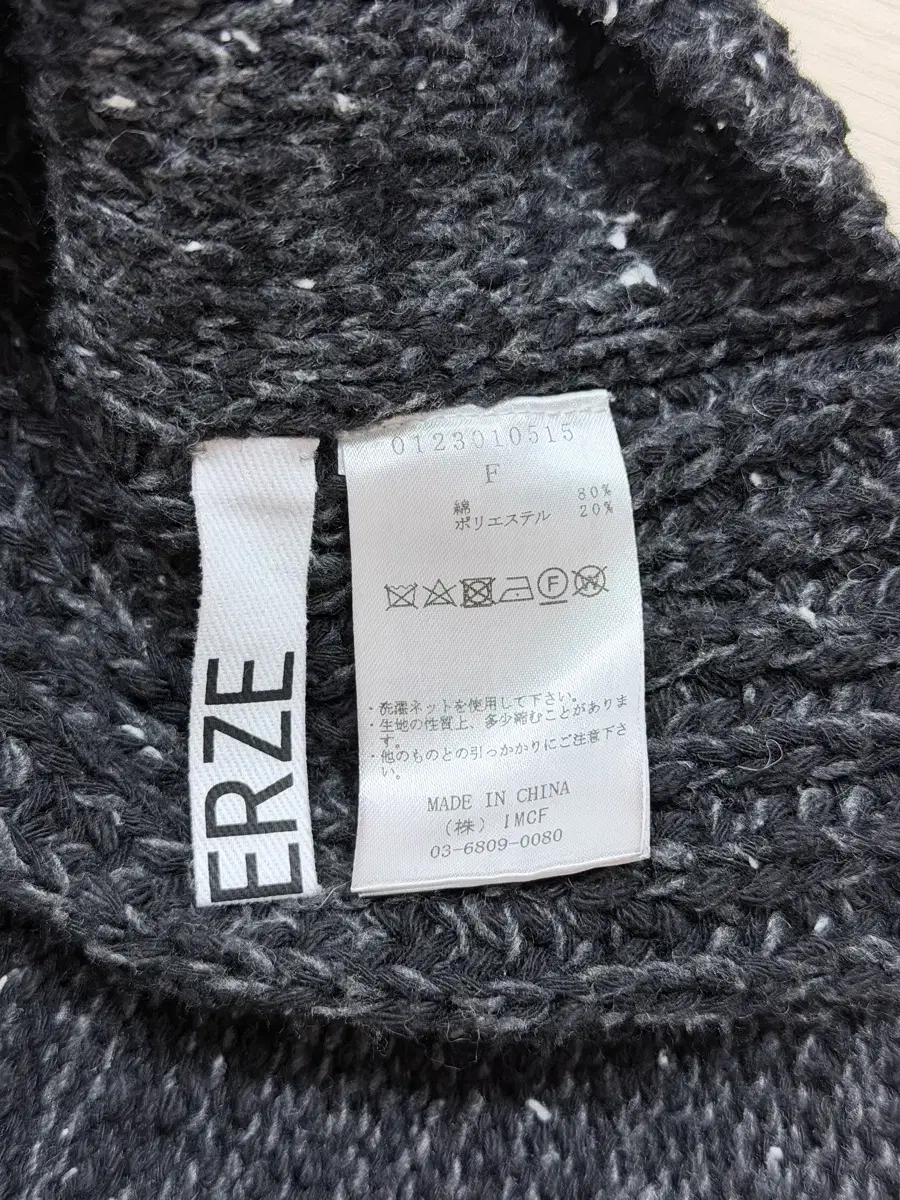 ERZE
0123010515
F
綿 80%
ポリエステル 20%
F
W
・洗濯ネットを使用して下さい。
・生地の性質上、多少縮むことがありま
す。
・他のものとの引っかかりにご注意下さ
い。
MADE IN CHINA
(株) IMCF
03-6809-0080